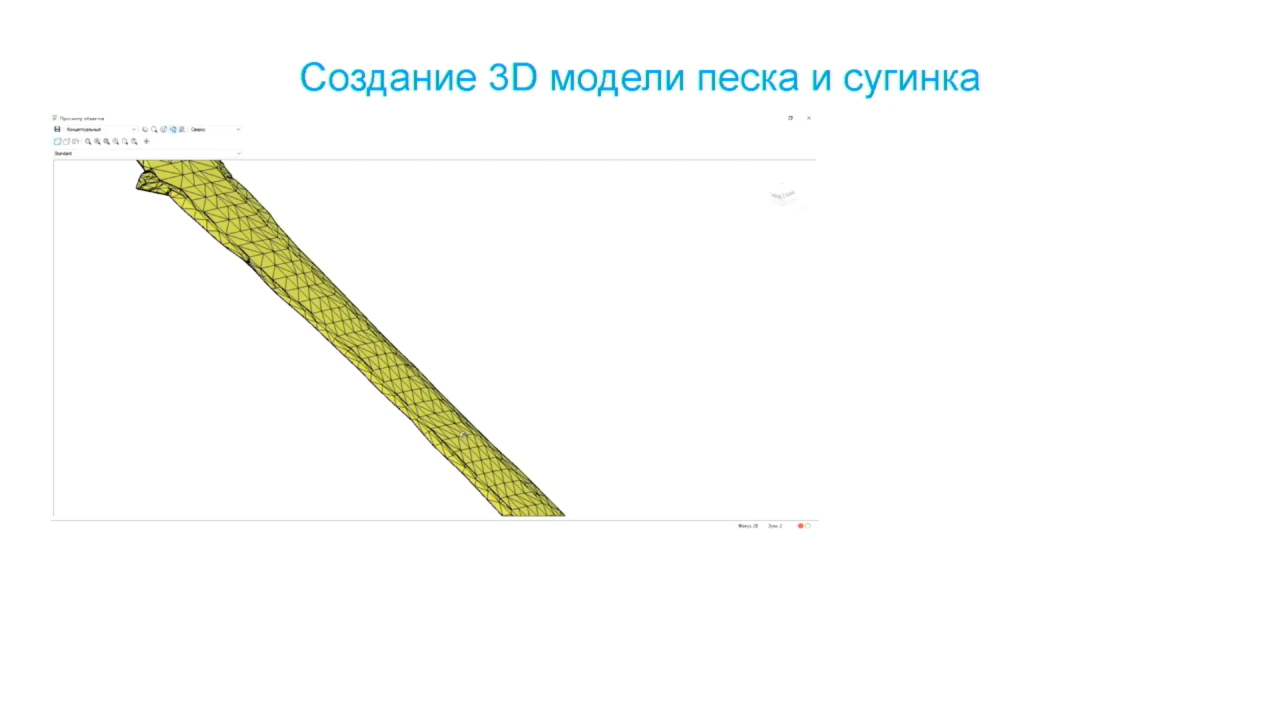 Создание 3D модели песка и сугинка
Просмотр объектов
Концептуальный
Сверху
Standard